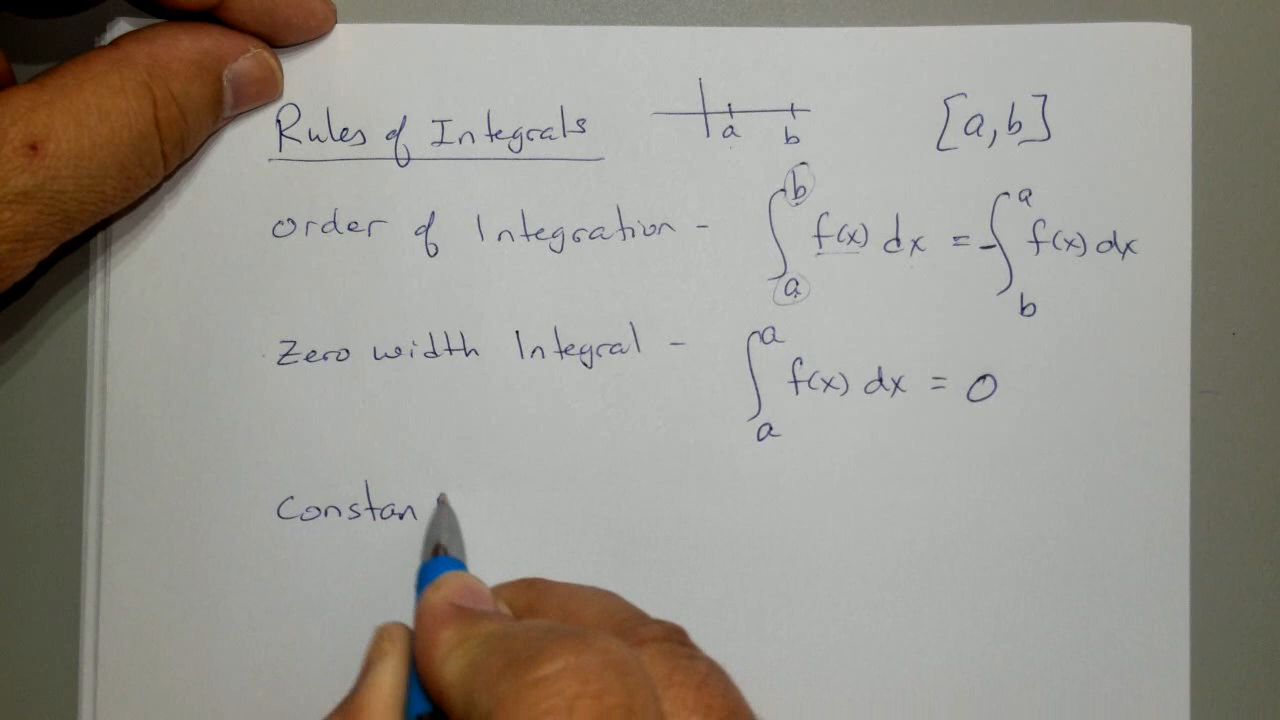 Rules of Integrals
a b
[a,b]
Order of Integration - ∫_a^b f(x) dx = -∫_b^a f(x) dx
Zero width Integral - ∫_a^a f(x) dx = 0
Constan